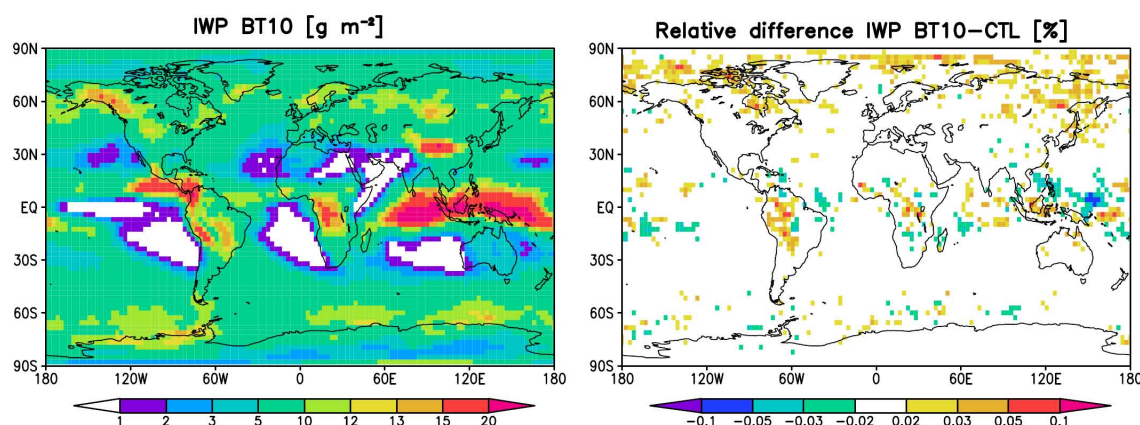 IWP BT10 [g m⁻²]
Relative difference IWP BT10−CTL [%]
90N
60N
30N
EQ
30S
60S
90S
180 120W 60W 0 60E 120E 180
1 2 3 5 10 12 13 15 20
90N
60N
30N
EQ
30S
60S
90S
180 120W 60W 0 60E 120E 180
−0.1 −0.05 −0.03 −0.02 0.02 0.03 0.05 0.1